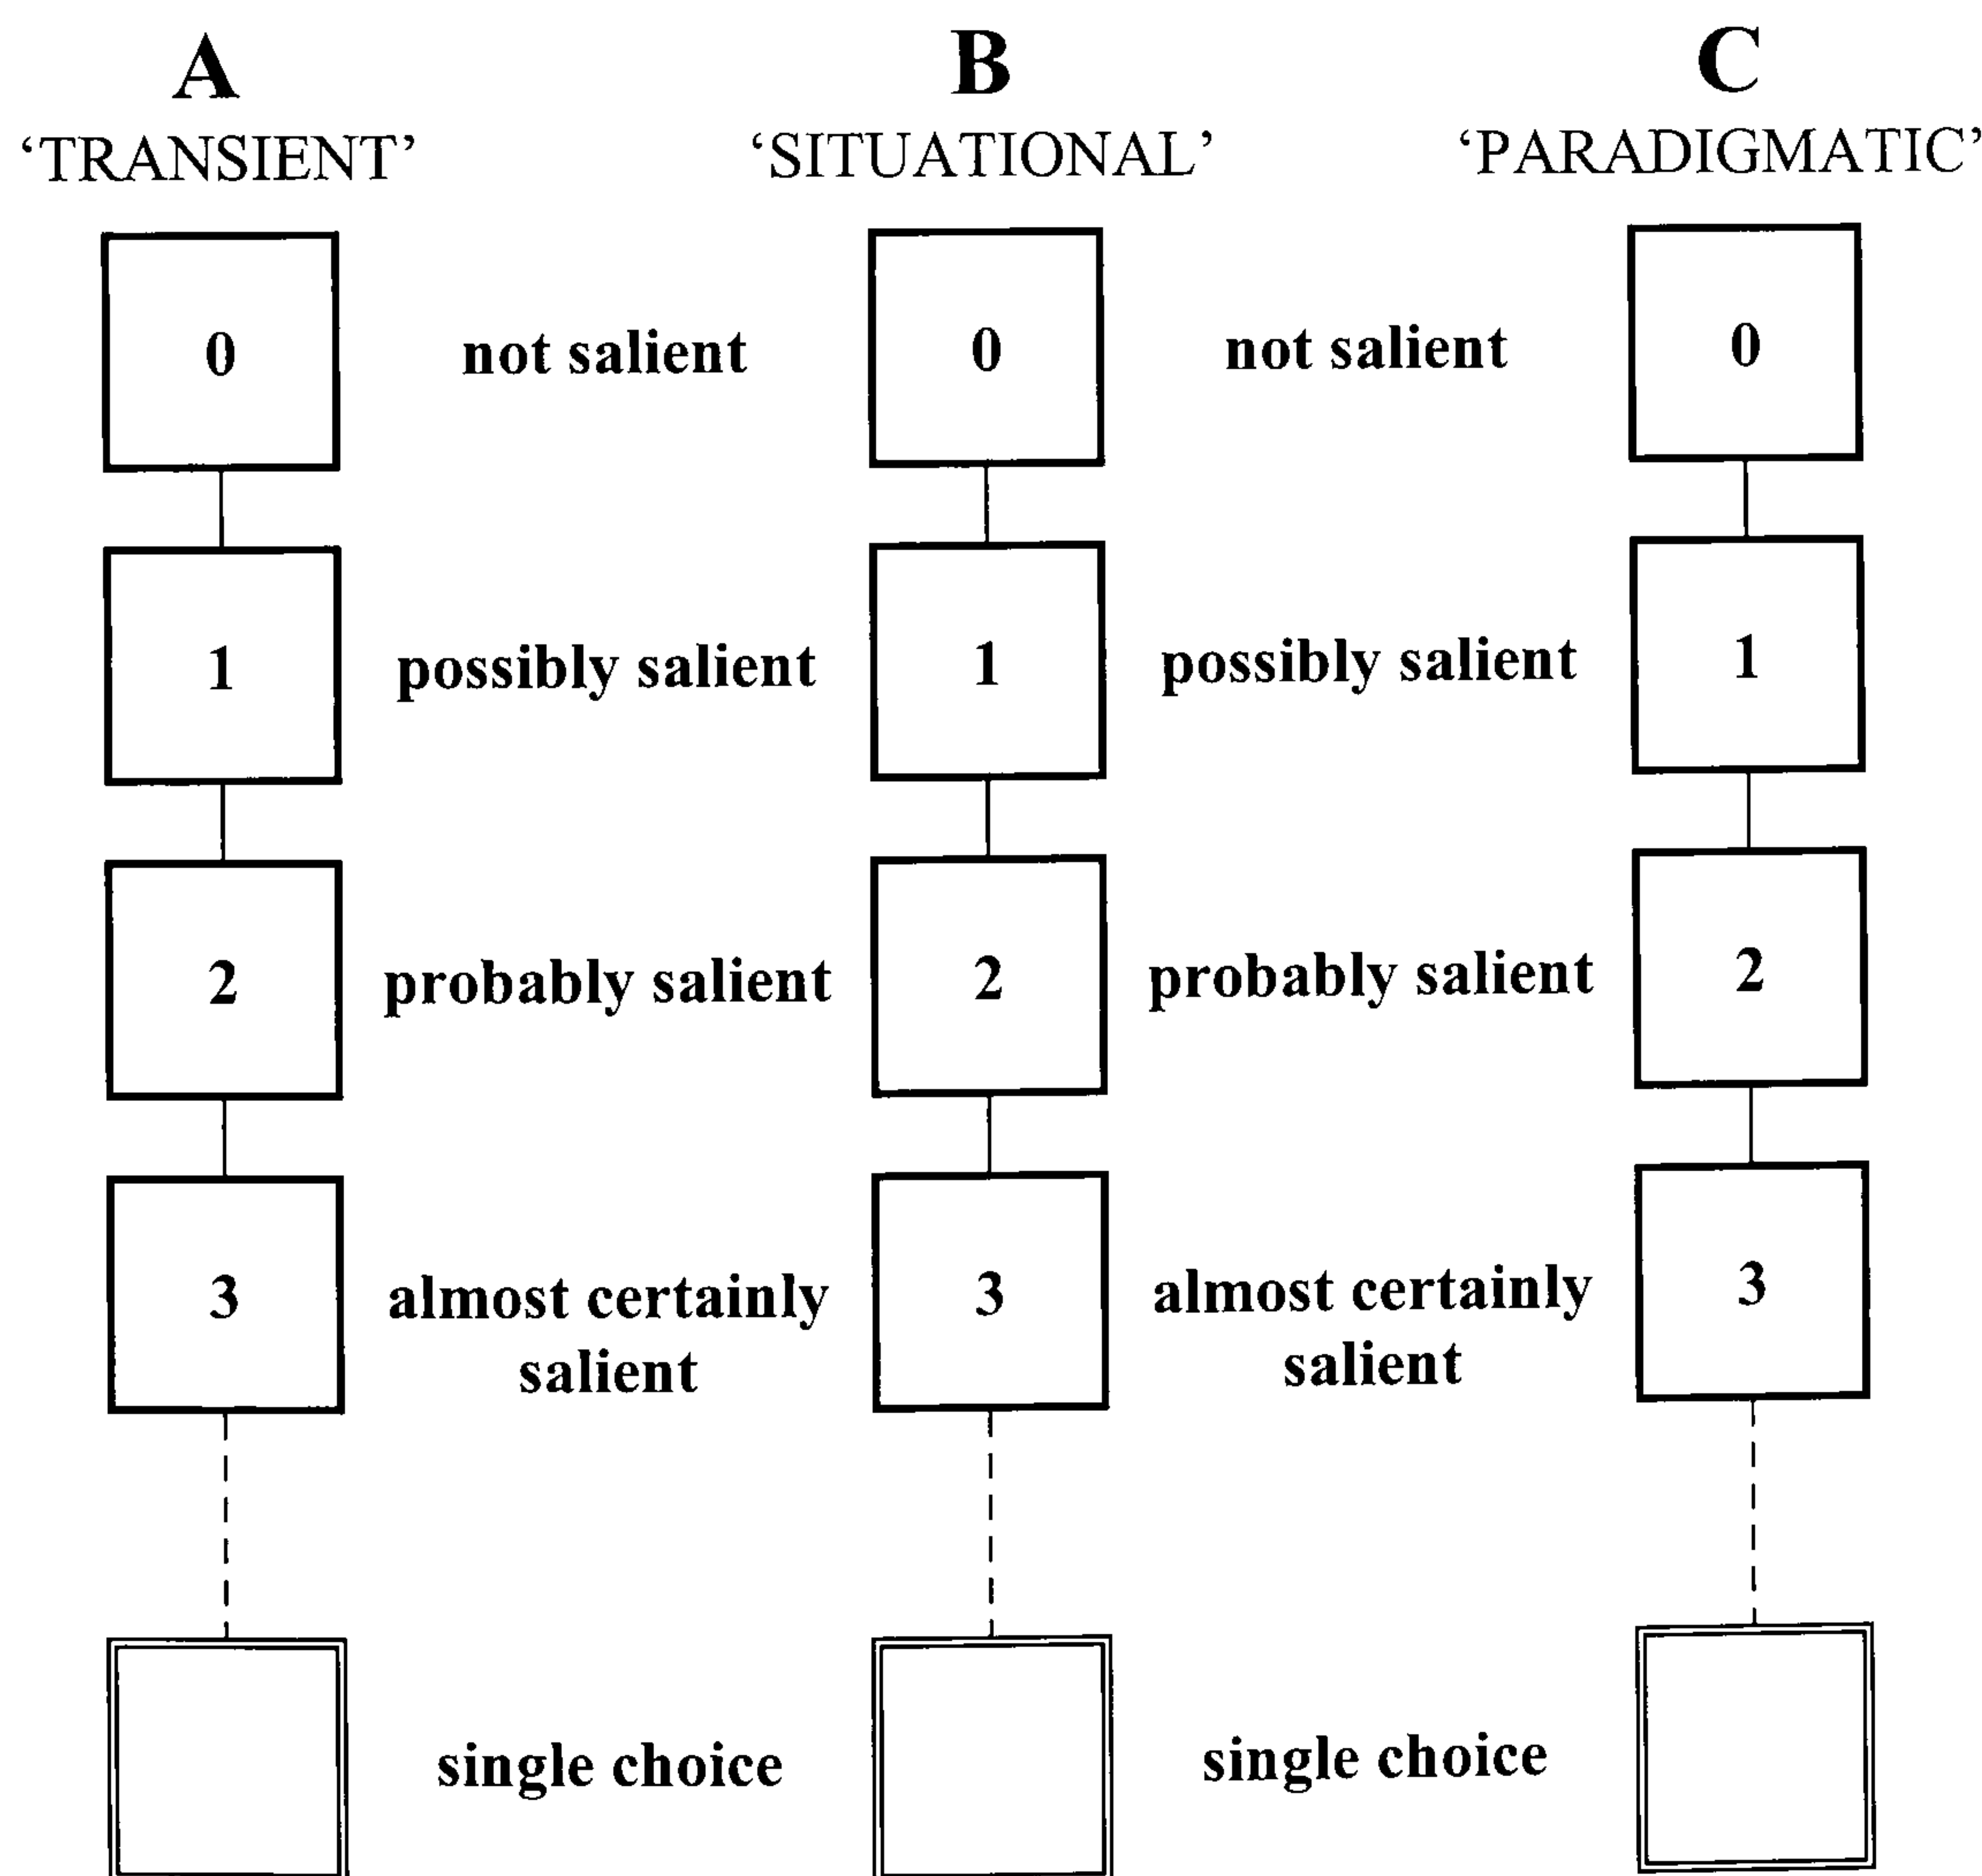 A B C
‘TRANSIENT’ ‘SITUATIONAL’ ‘PARADIGMATIC’
0 not salient 0 not salient 0
1 possibly salient 1 possibly salient 1
2 probably salient 2 probably salient 2
3 almost certainly 3 almost certainly 3
salient salient
single choice single choice